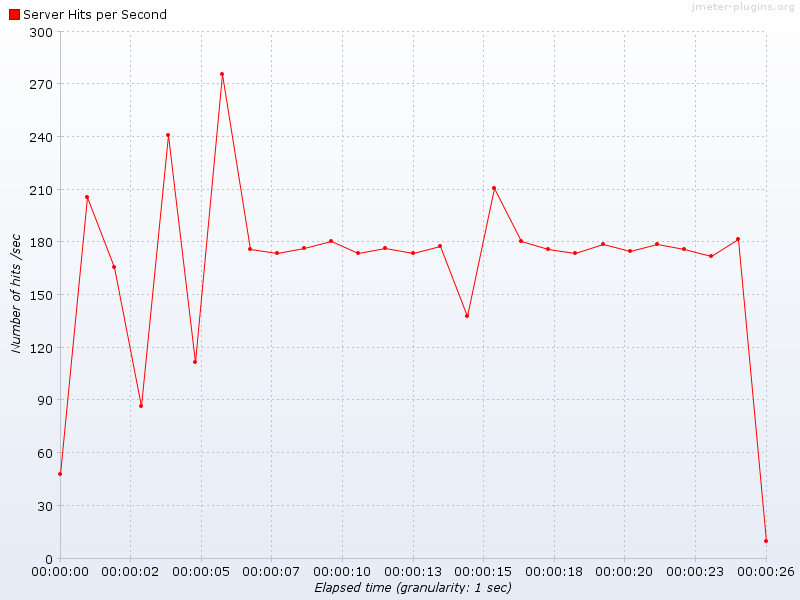 jmeter-plugins.org
Server Hits per Second
300
270
240
210
180
150
120
90
60
30
0
Number of hits /sec
00:00:00 00:00:02 00:00:05 00:00:07 00:00:10 00:00:13 00:00:15 00:00:18 00:00:20 00:00:23 00:00:26
Elapsed time (granularity: 1 sec)